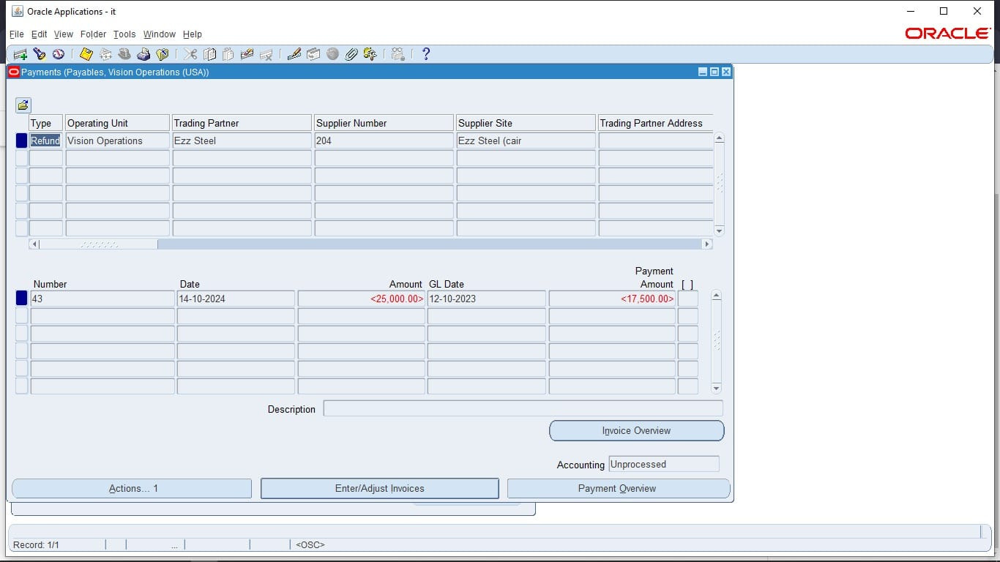 Oracle Applications - it
File Edit View Folder Tools Window Help
ORACLE
Payments (Payables, Vision Operations (USA))
Type Operating Unit Trading Partner Supplier Number Supplier Site Trading Partner Address
Refund Vision Operations Ezz Steel 204 Ezz Steel (cair
Payment
Number Date Amount GL Date Amount [ ]
43 14-10-2024 <25,000.00> 12-10-2023 <17,500.00>
Description
Invoice Overview
Accounting Unprocessed
Actions... 1 Enter/Adjust Invoices Payment Overview
Record: 1/1 ... <OSC>